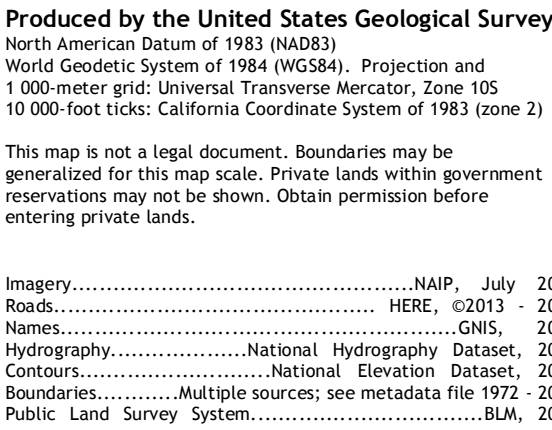 Produced by the United States Geological Survey
North American Datum of 1983 (NAD83)
World Geodetic System of 1984 (WGS84). Projection and
1 000-meter grid: Universal Transverse Mercator, Zone 10S
10 000-foot ticks: California Coordinate System of 1983 (zone 2)
This map is not a legal document. Boundaries may be
generalized for this map scale. Private lands within government
reservations may not be shown. Obtain permission before
entering private lands.
Imagery..................................................NAIP, July
Roads............................................... HERE, ©2013 -
Names..........................................................GNIS,
Hydrography....................National Hydrography Dataset,
Contours............................National Elevation Dataset,
Boundaries............Multiple sources; see metadata file 1972 -
Public Land Survey System..................................BLM,